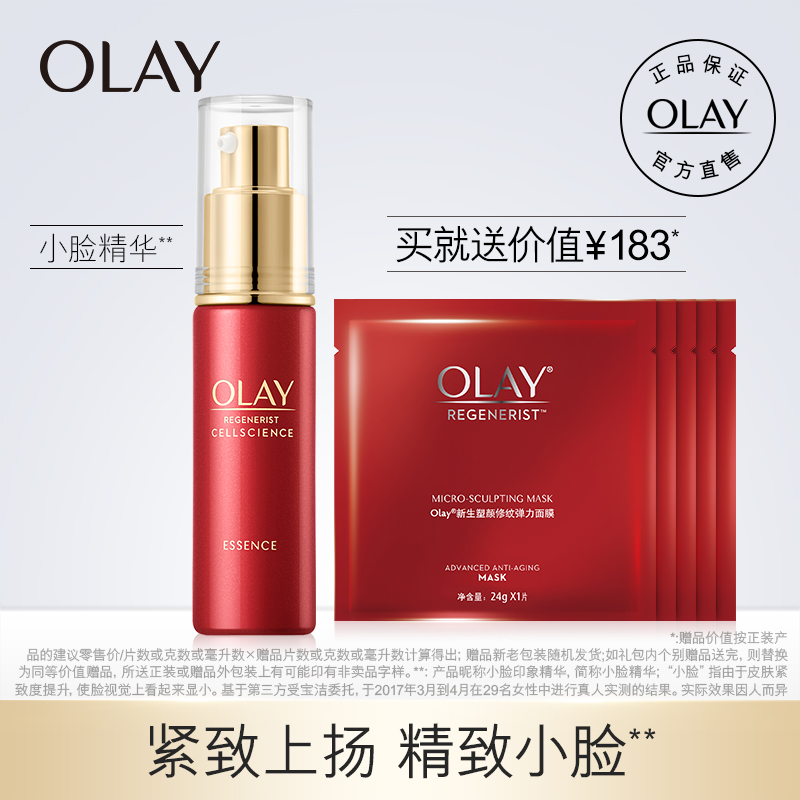 OLAY
正品保证
OLAY
官方直售
小脸精华**
买就送价值¥183*
OLAY
REGENERIST
CELLSCIENCE
ESSENCE
OLAY®
REGENERIST™
MICRO-SCULPTING MASK
Olay®新生塑颜修纹弹力面膜
ADVANCED ANTI-AGING
MASK
净含量：24g X1片
*:赠品价值按正装产
品的建议零售价/片数或克数或毫升数×赠品片数或克数或毫升数计算得出; 赠品新老包装随机发货;如礼包内个别赠品送完, 则替换
为同等价值赠品, 所送正装或赠品外包装上有可能印有非卖品字样。**: 产品昵称小脸印象精华, 简称小脸精华; “小脸” 指由于皮肤紧
致度提升, 使脸视觉上看起来显小。基于第三方受宝洁委托, 于2017年3月到4月在29名女性中进行真人实测的结果。实际效果因人而异
紧致上扬 精致小脸**